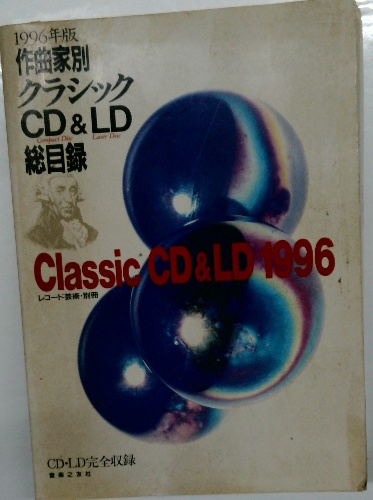 1996年版
作曲家別
クラシック
CD & LD
Compact Disc Laser Disc
総目録
Classic CD & LD 1996
レコード芸術・別冊
CD・LD完全収録
音楽之友社